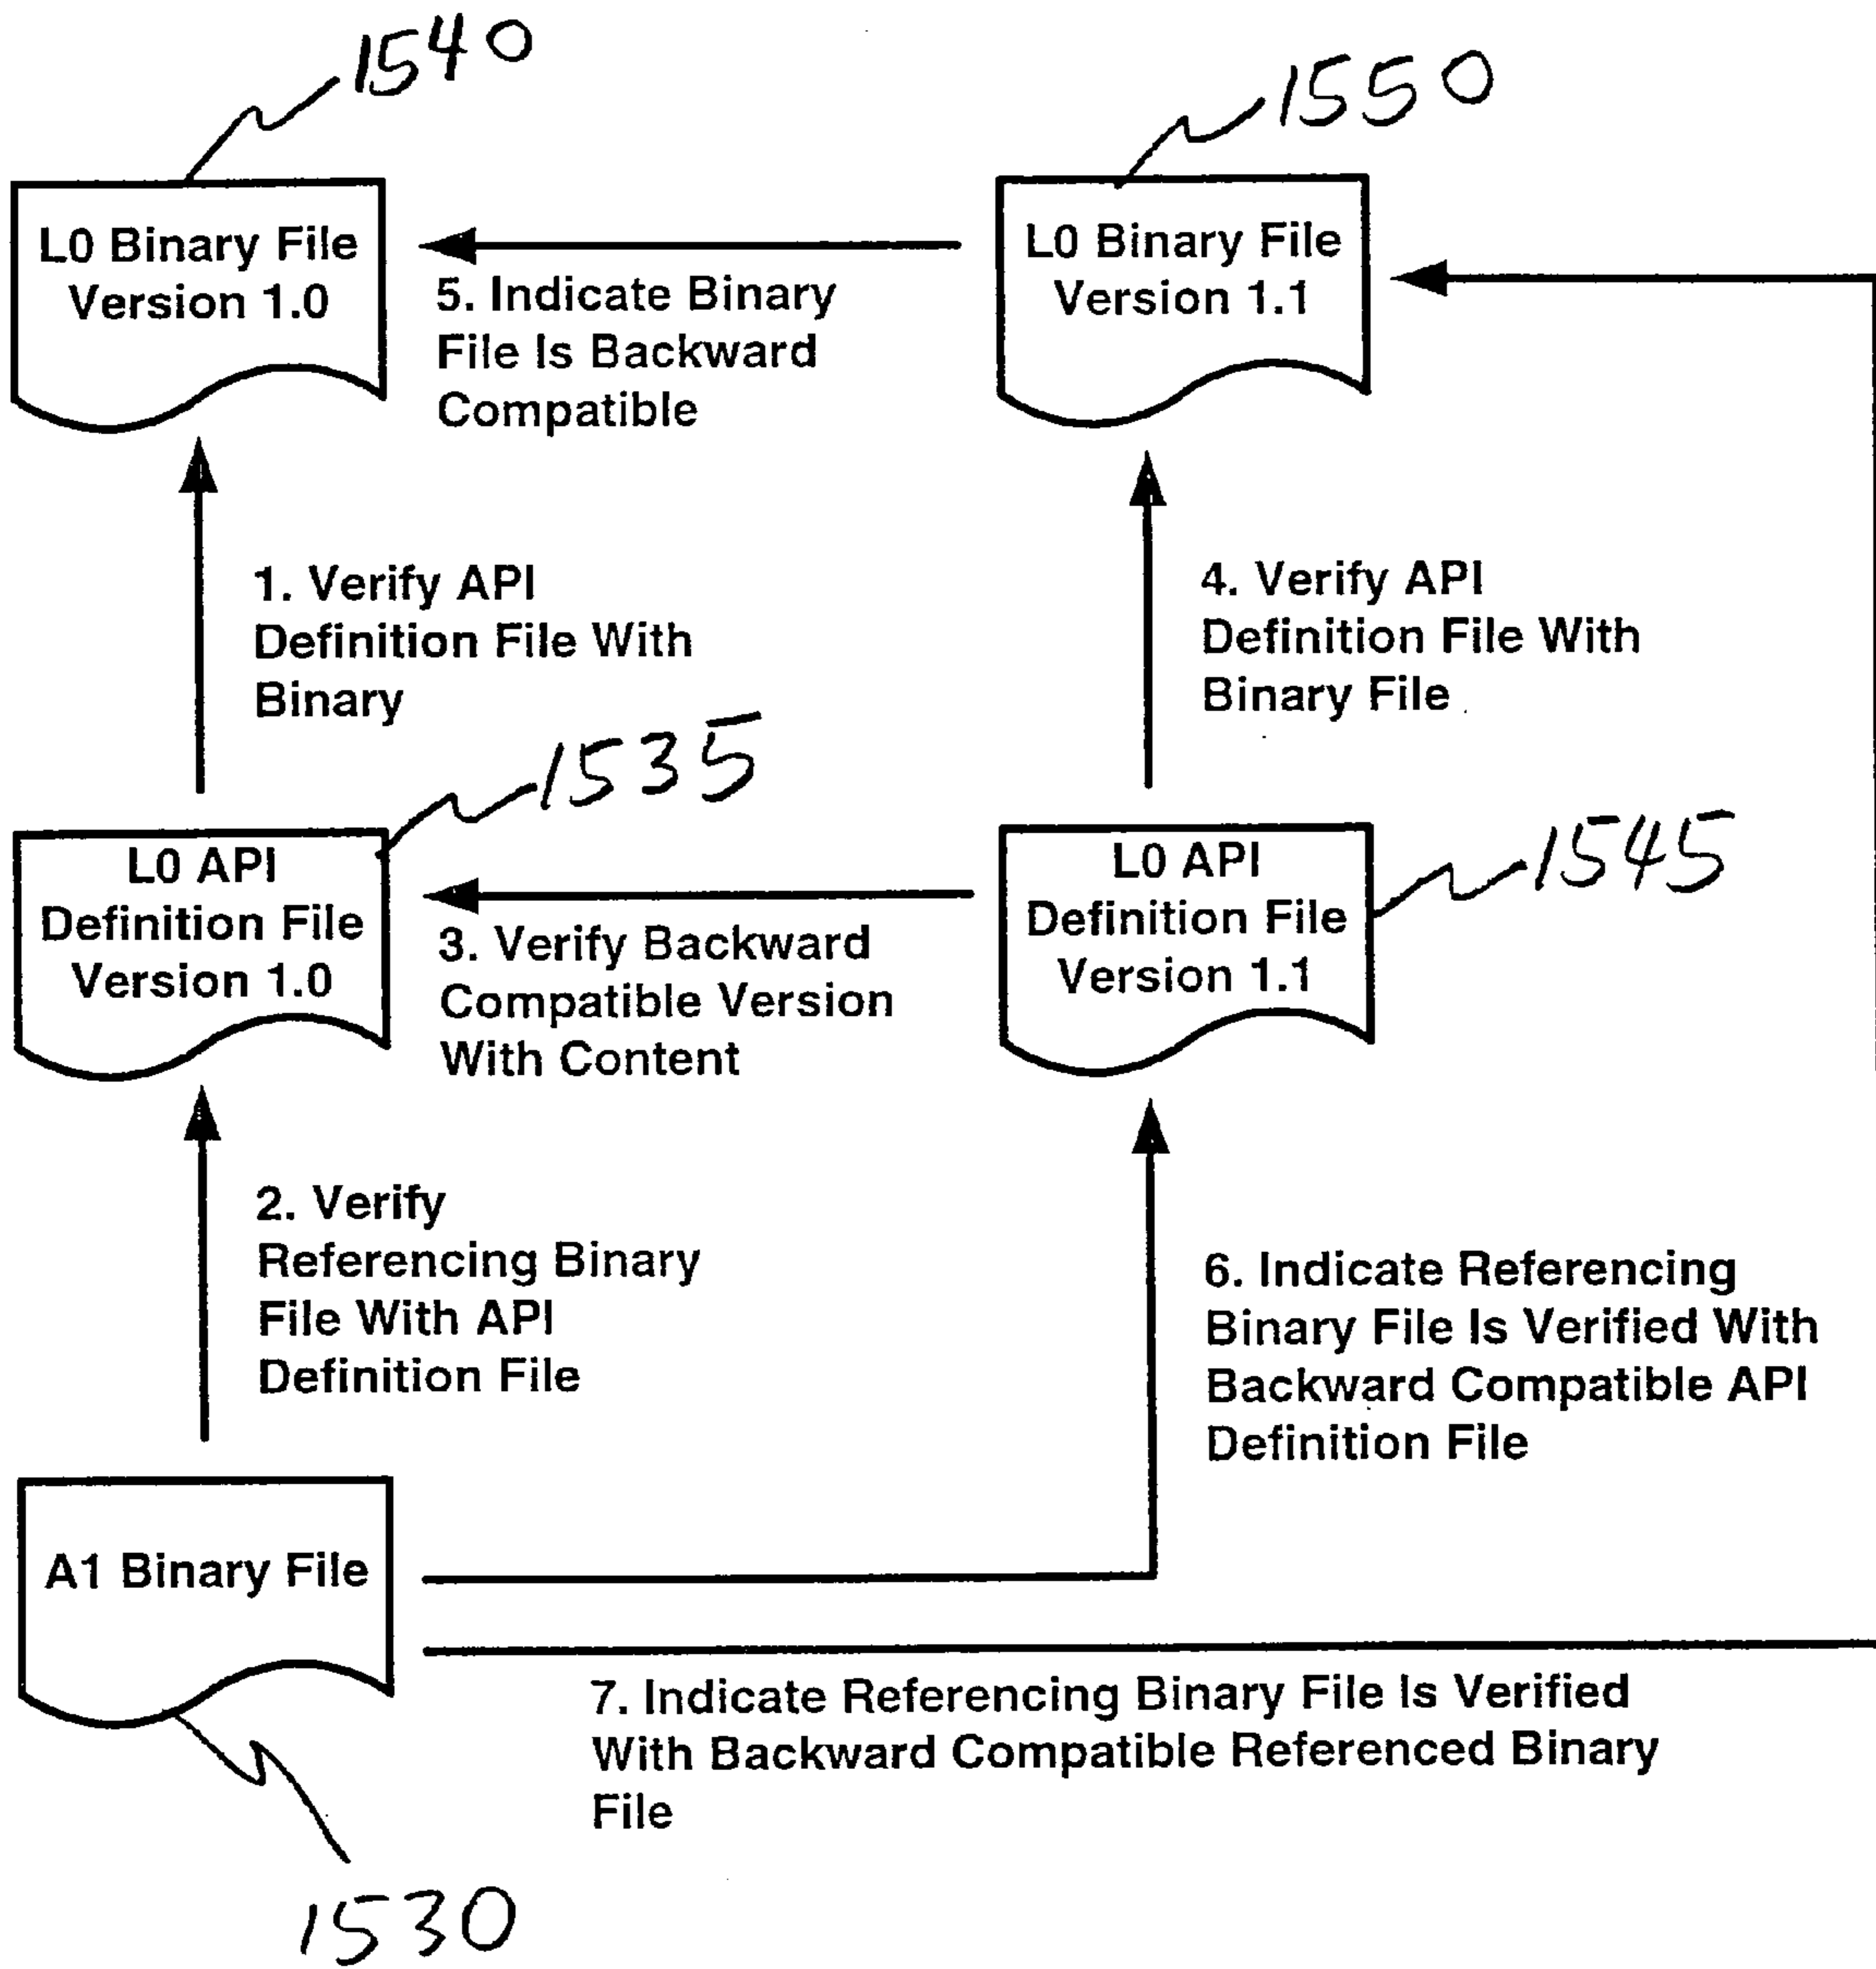 1540
1550
L0 Binary File
Version 1.0
5. Indicate Binary
File Is Backward
Compatible
L0 Binary File
Version 1.1
1. Verify API
Definition File With
Binary
4. Verify API
Definition File With
Binary File
1535
1545
L0 API
Definition File
Version 1.0
3. Verify Backward
Compatible Version
With Content
L0 API
Definition File
Version 1.1
2. Verify
Referencing Binary
File With API
Definition File
6. Indicate Referencing
Binary File Is Verified With
Backward Compatible API
Definition File
A1 Binary File
7. Indicate Referencing Binary File Is Verified
With Backward Compatible Referenced Binary
File
1530